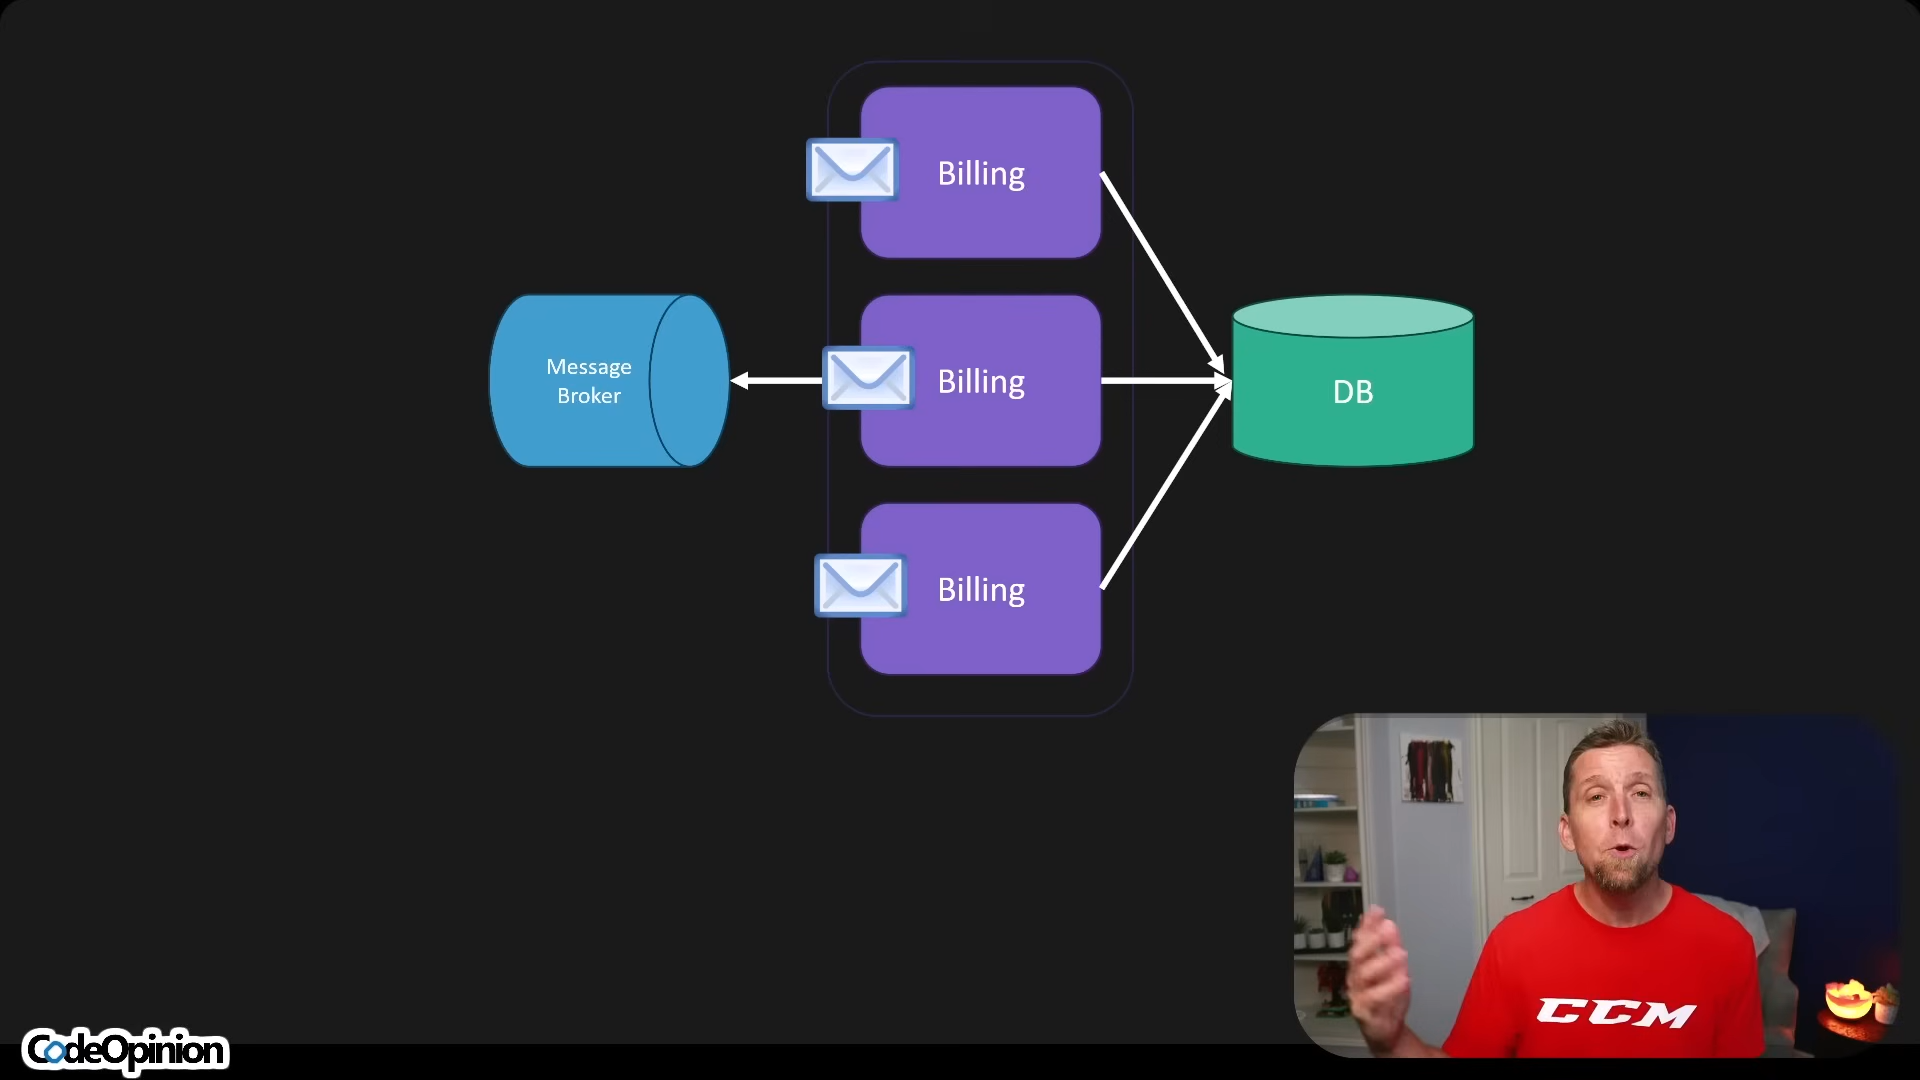 Billing
Message
Broker
Billing
DB
Billing
CCM
CodeOpinion